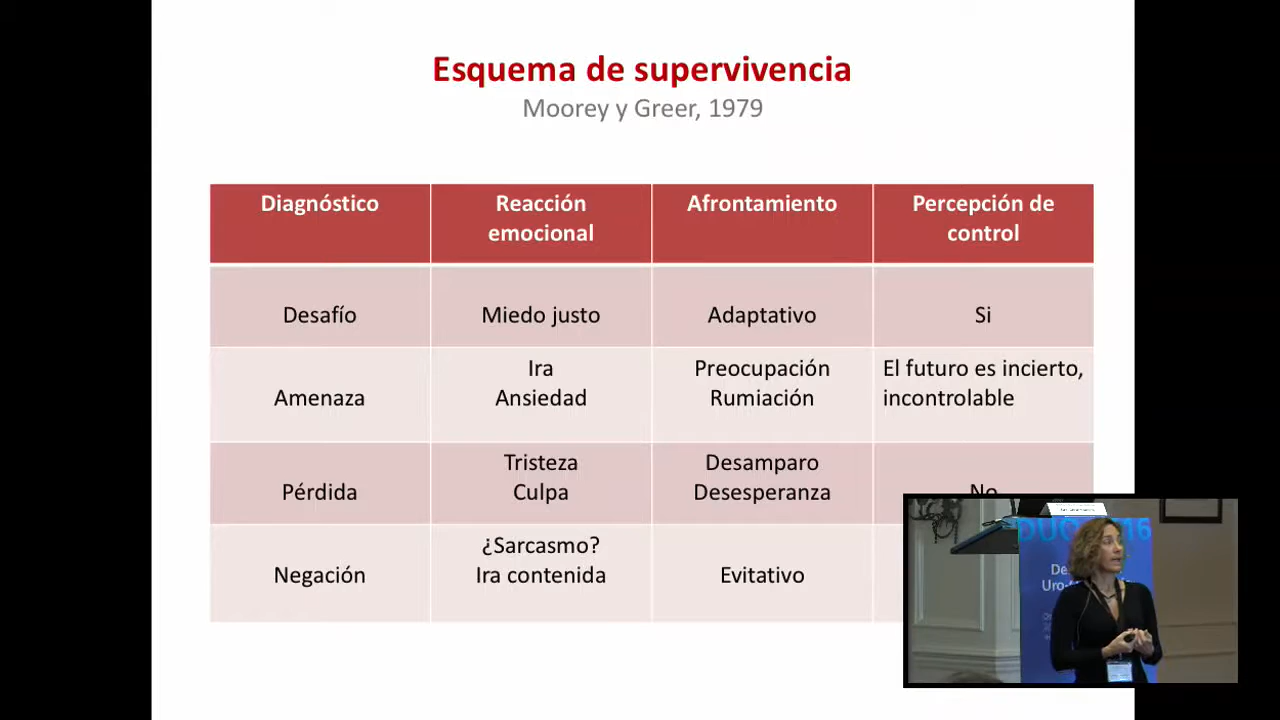 Esquema de supervivencia
Moorey y Greer, 1979
Diagnóstico
Reacción
emocional
Afrontamiento
Percepción de
control
Desafío
Miedo justo
Adaptativo
Si
Amenaza
Ira
Ansiedad
Preocupación
Rumiación
El futuro es incierto,
incontrolable
Pérdida
Tristeza
Culpa
Desamparo
Desesperanza
No
Negación
¿Sarcasmo?
Ira contenida
Evitativo